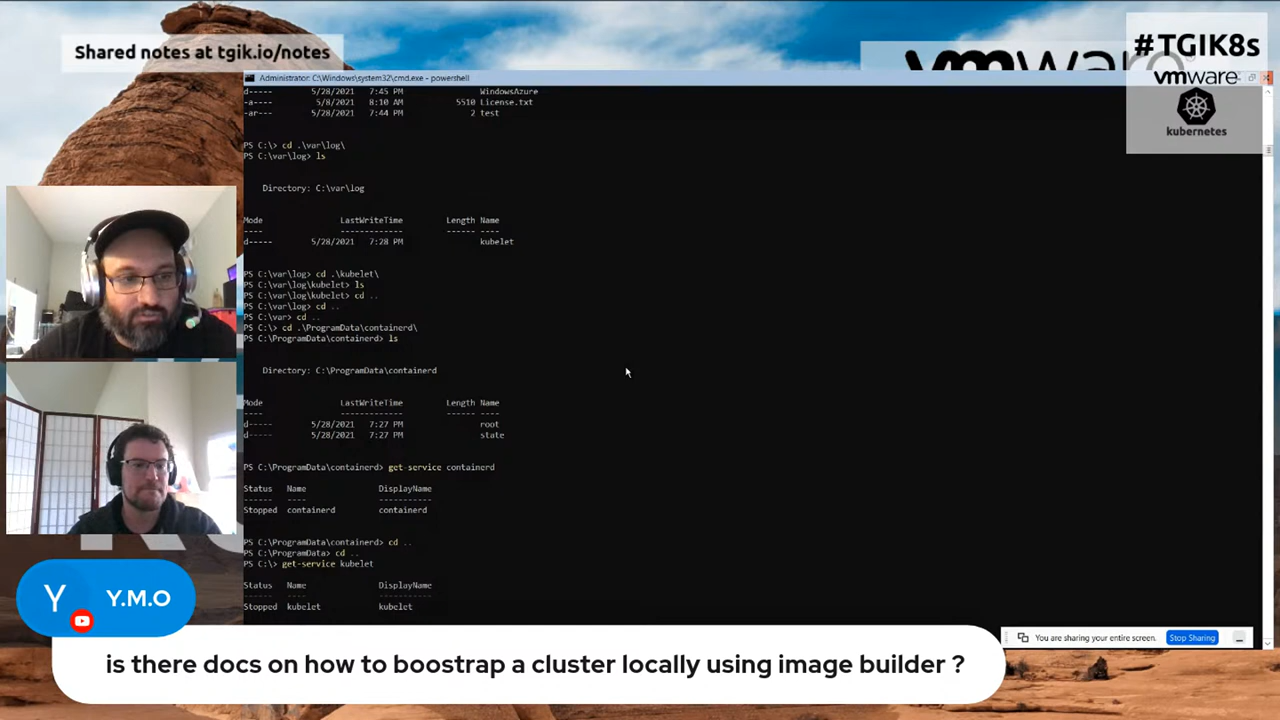 Shared notes at tgik.io/notes
vmware
#TGIK8s
vmware
kubernetes
Administrator: C:\Windows\system32\cmd.exe - powershell
d----- 5/28/2021 7:45 PM WindowsAzure
-a---- 5/8/2021 8:10 AM 5510 License.txt
-ar--- 5/28/2021 7:44 PM 2 test
PS C:\> cd .\var\log\
PS C:\var\log> ls
Directory: C:\var\log
Mode LastWriteTime Length Name
---- ------------- ------ ----
d----- 5/28/2021 7:28 PM kubelet
PS C:\var\log> cd .\kubelet\
PS C:\var\log\kubelet> ls
PS C:\var\log\kubelet> cd ..
PS C:\var\log> cd ..
PS C:\var> cd ..
PS C:\> cd .\ProgramData\containerd\
PS C:\ProgramData\containerd> ls
Directory: C:\ProgramData\containerd
Mode LastWriteTime Length Name
---- ------------- ------ ----
d----- 5/28/2021 7:27 PM root
d----- 5/28/2021 7:27 PM state
PS C:\ProgramData\containerd> get-service containerd
Status Name DisplayName
------ ---- -----------
Stopped containerd containerd
PS C:\ProgramData\containerd> cd ..
PS C:\ProgramData> cd ..
PS C:\> get-service kubelet
Status Name DisplayName
------ ---- -----------
Stopped kubelet kubelet
You are sharing your entire screen. Stop Sharing
Y Y.M.O
is there docs on how to boostrap a cluster locally using image builder ?